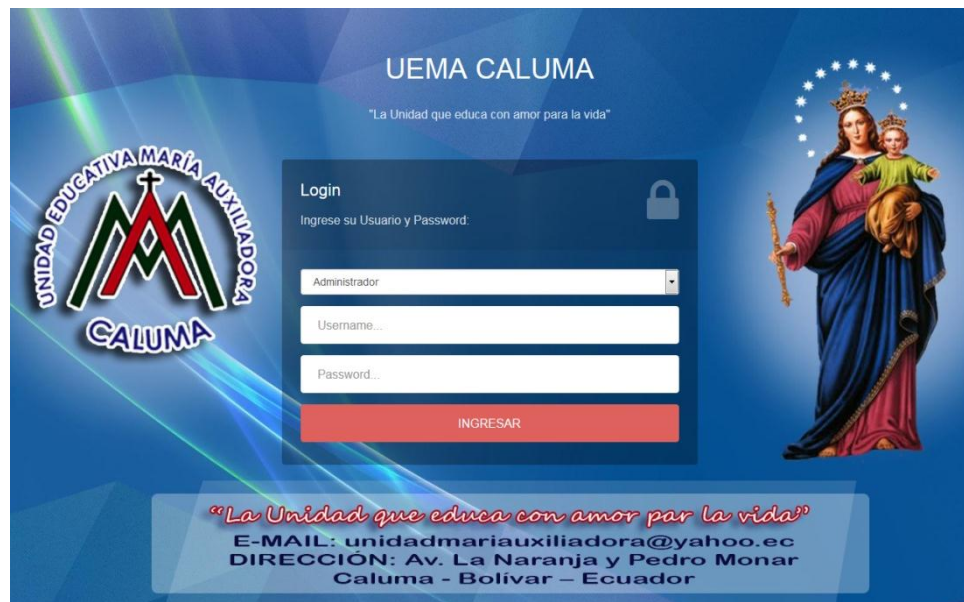 UEMA CALUMA
"La Unidad que educa con amor para la vida"
UNIDAD EDUCATIVA MARÍA AUXILIADORA
CALUMA
Login
Ingrese su Usuario y Password:
Administrador
Username...
Password...
INGRESAR
“La Unidad que educa con amor par la vida”
E-MAIL: unidadmariauxiliadora@yahoo.ec
DIRECCIÓN: Av. La Naranja y Pedro Monar
Caluma - Bolívar – Ecuador